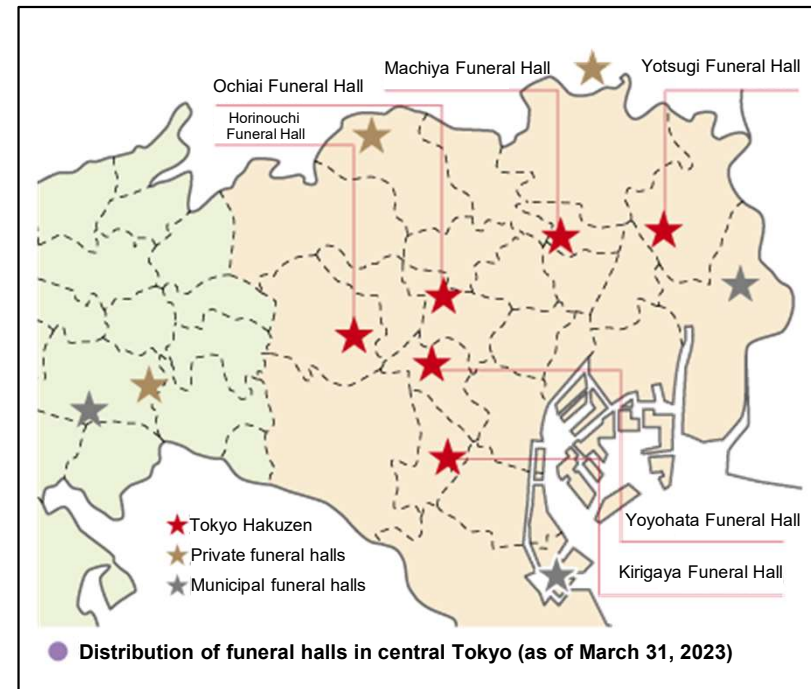 Machiya Funeral Hall
Yotsugi Funeral Hall
Ochiai Funeral Hall
Horinouchi
Funeral Hall
Tokyo Hakuzen
Private funeral halls
Municipal funeral halls
Yoyohata Funeral Hall
Kirigaya Funeral Hall
Distribution of funeral halls in central Tokyo (as of March 31, 2023)